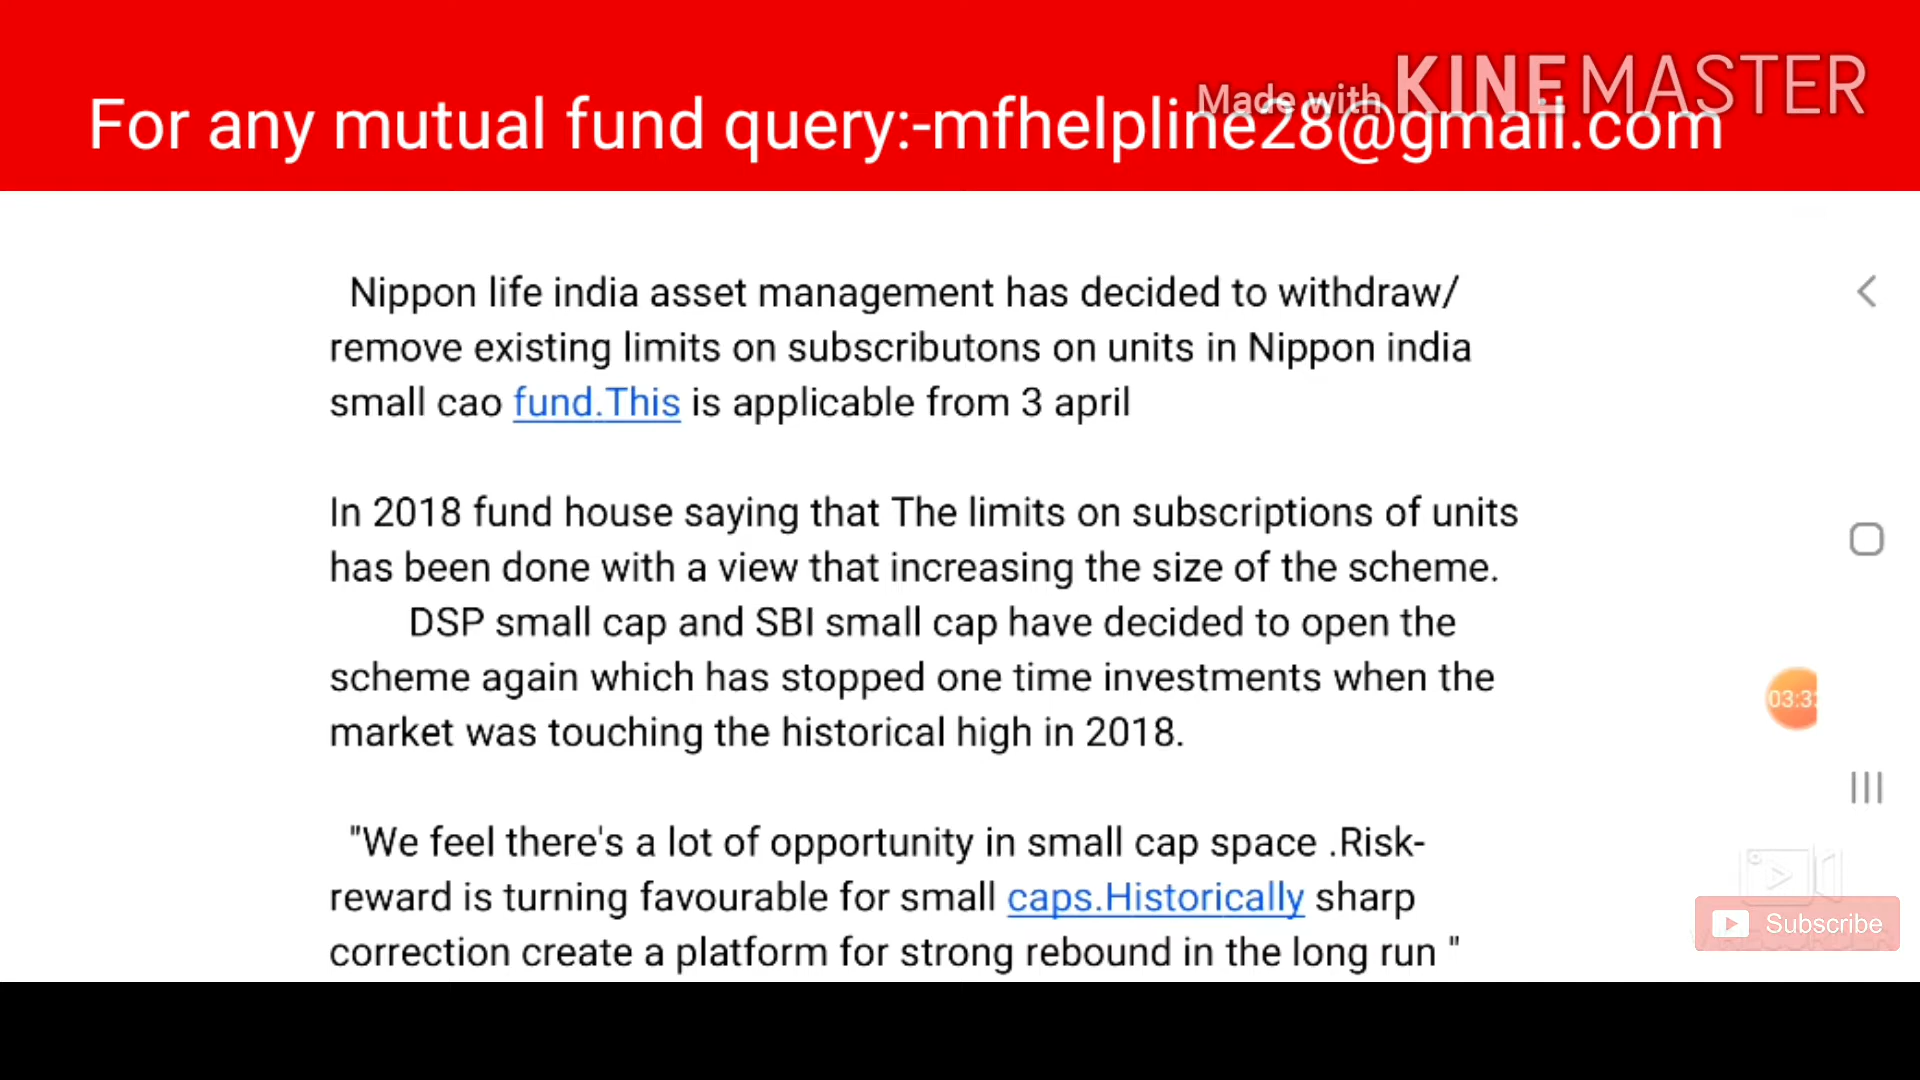 Made with KINEMASTER
For any mutual fund query:-mfhelpline28@gmail.com
Nippon life india asset management has decided to withdraw/
remove existing limits on subscributons on units in Nippon india
small cao fund.This is applicable from 3 april
In 2018 fund house saying that The limits on subscriptions of units
has been done with a view that increasing the size of the scheme.
DSP small cap and SBI small cap have decided to open the
scheme again which has stopped one time investments when the
market was touching the historical high in 2018.
"We feel there's a lot of opportunity in small cap space .Risk-
reward is turning favourable for small caps.Historically sharp
correction create a platform for strong rebound in the long run "
Subscribe